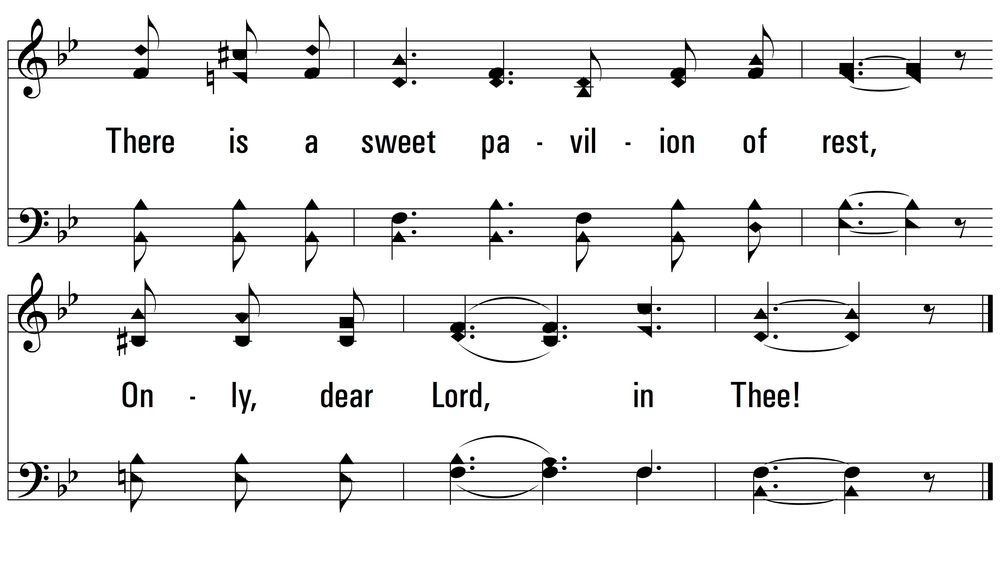 There is a sweet pa - vil - ion of rest,
On - ly, dear Lord, in Thee!